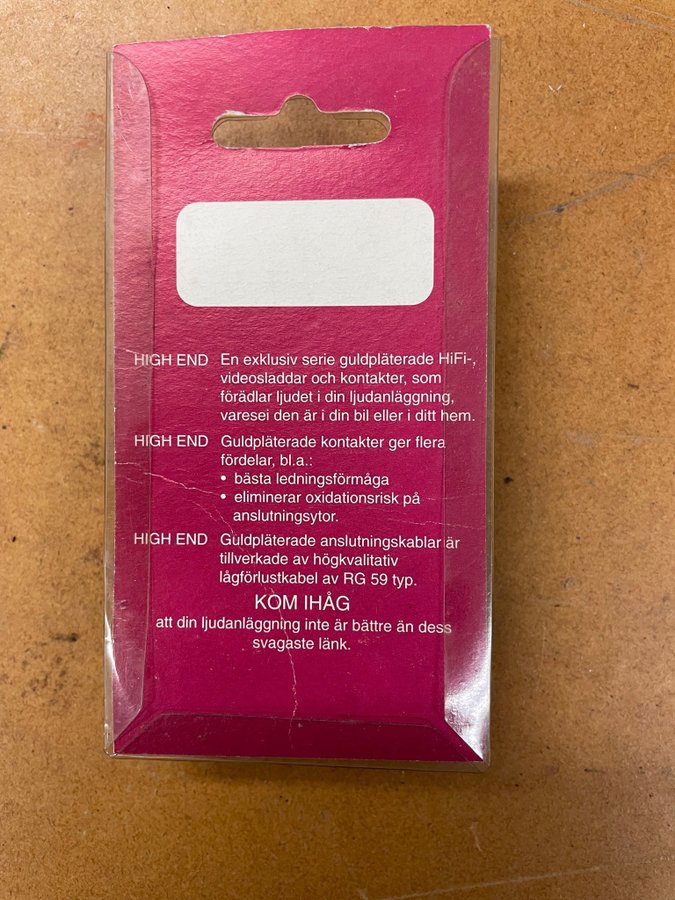 HIGH END En exklusiv serie guldpläterade HiFi-,
videosladdar och kontakter, som
förädlar ljudet i din ljudanläggning,
varesei den är i din bil eller i ditt hem.
HIGH END Guldpläterade kontakter ger flera
fördelar, bl.a.:
• bästa ledningsförmåga
• eliminerar oxidationsrisk på
anslutningsytor.
HIGH END Guldpläterade anslutningskablar är
tillverkade av högkvalitativ
lågförlustkabel av RG 59 typ.
KOM IHÅG
att din ljudanläggning inte är bättre än dess
svagaste länk.